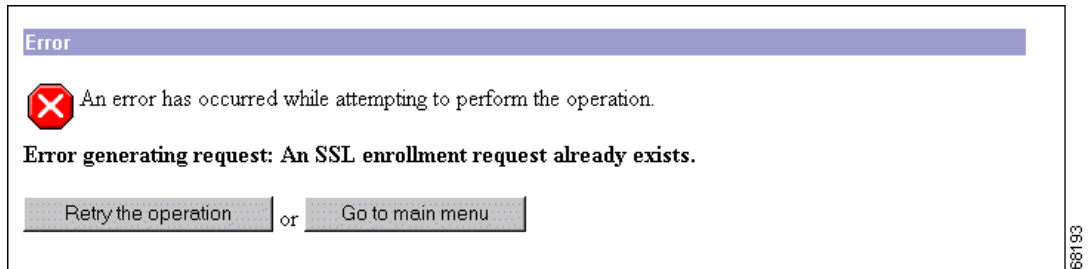 Error
An error has occurred while attempting to perform the operation.
Error generating request: An SSL enrollment request already exists.
Retry the operation or Go to main menu
68193